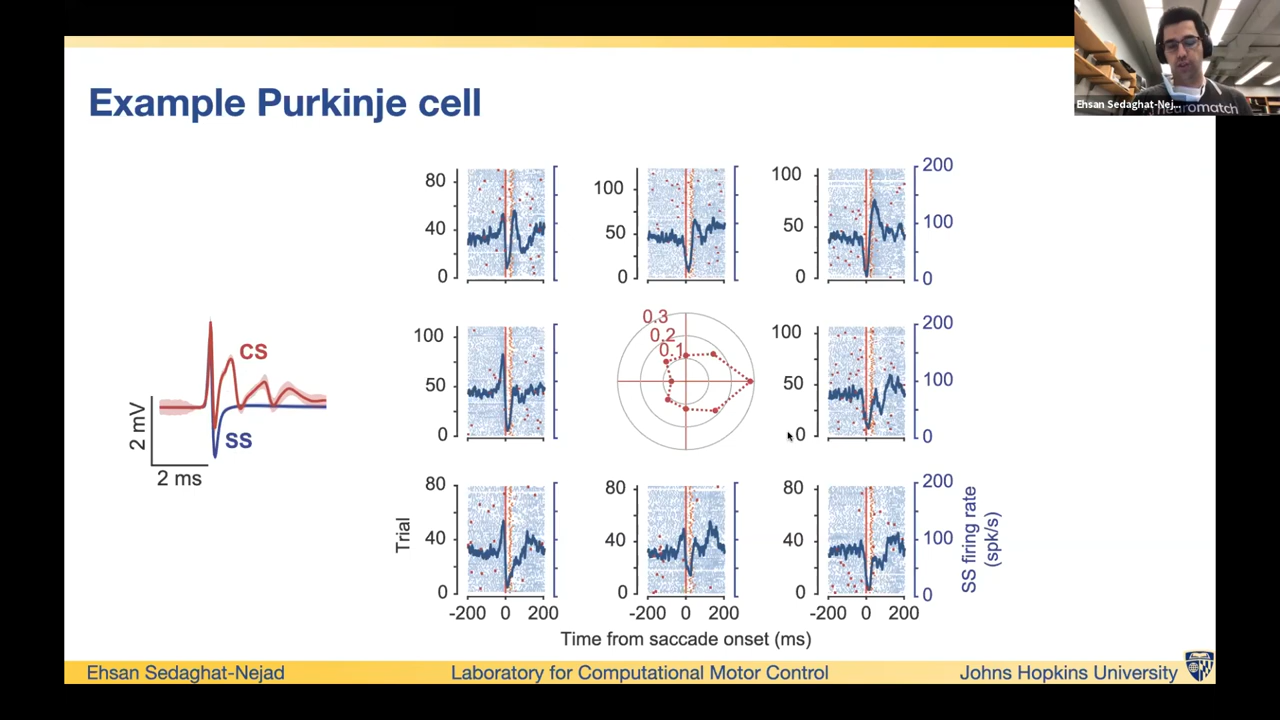 Example Purkinje cell
Ehsan Sedaghat-Nej...
neuromatch
CS
SS
2 mV
2 ms
80
40
0
100
50
0
100
50
0
200
100
0
100
50
0
0.3
0.2
0.1
100
50
0
200
100
0
Trial
80
40
0
80
40
0
80
40
0
200
100
0
SS firing rate
(spk/s)
-200 0 200
-200 0 200
-200 0 200
Time from saccade onset (ms)
Ehsan Sedaghat-Nejad
Laboratory for Computational Motor Control
Johns Hopkins University